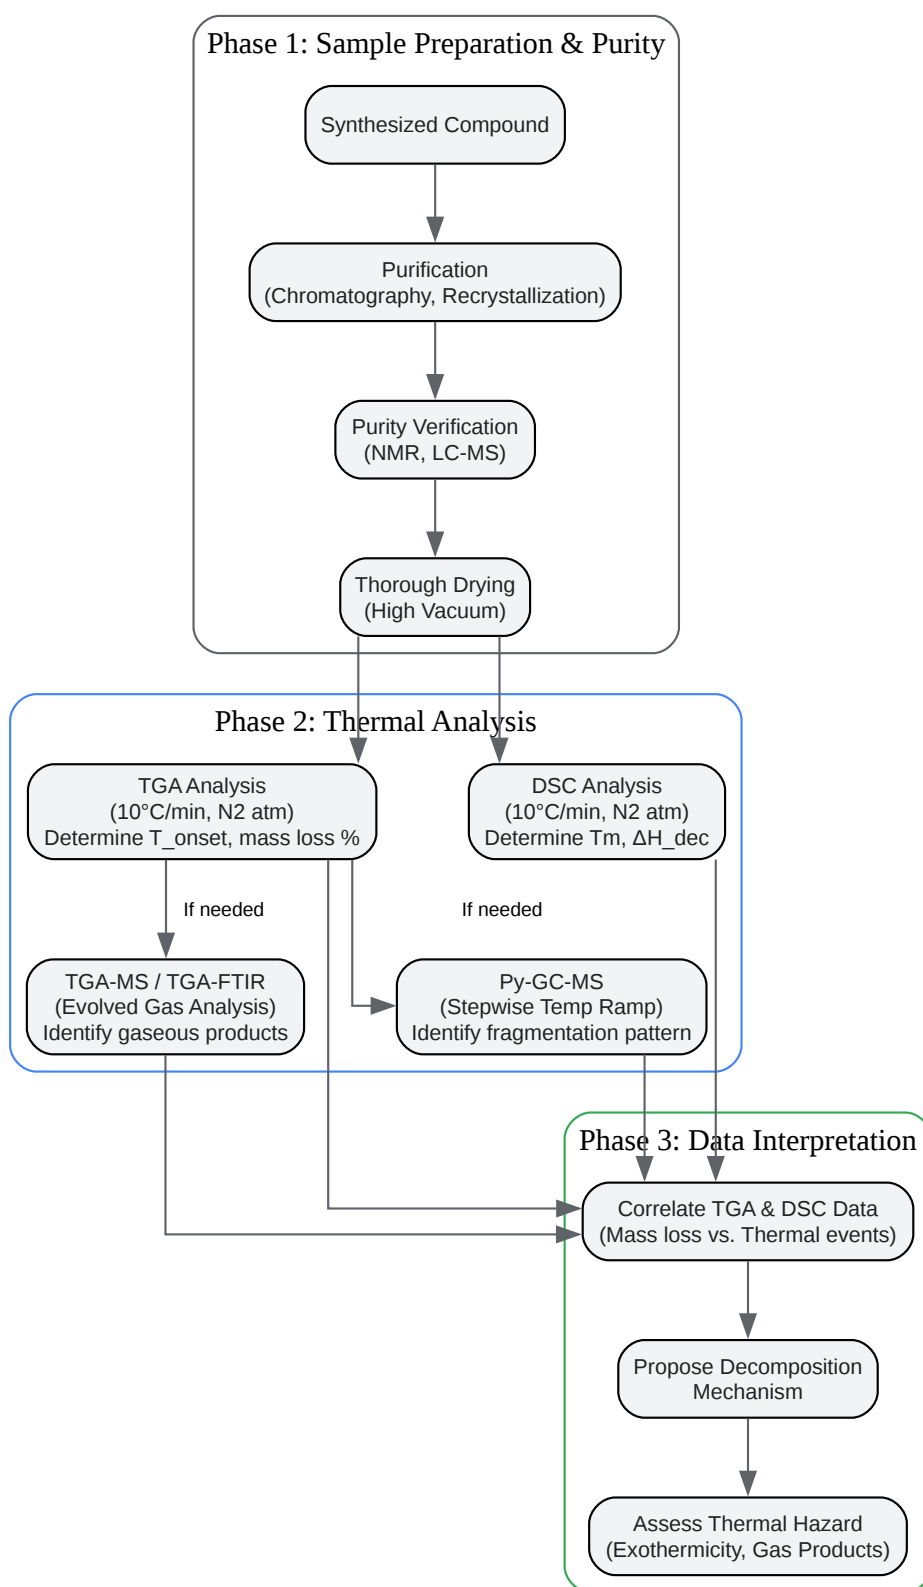 Phase 1: Sample Preparation & Purity
Synthesized Compound
Purification
(Chromatography, Recrystallization)
Purity Verification
(NMR, LC-MS)
Thorough Drying
(High Vacuum)
Phase 2: Thermal Analysis
TGA Analysis
(10°C/min, N2 atm)
Determine T_onset, mass loss %
DSC Analysis
(10°C/min, N2 atm)
Determine Tm, ΔH_dec
If needed
If needed
TGA-MS / TGA-FTIR
(Evolved Gas Analysis)
Identify gaseous products
Py-GC-MS
(Stepwise Temp Ramp)
Identify fragmentation pattern
Phase 3: Data Interpretation
Correlate TGA & DSC Data
(Mass loss vs. Thermal events)
Propose Decomposition
Mechanism
Assess Thermal Hazard
(Exothermicity, Gas Products)